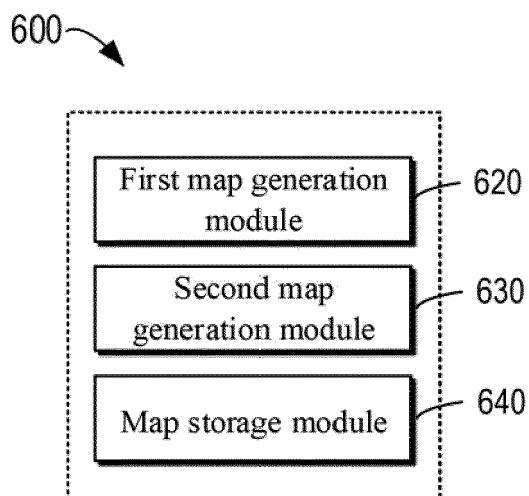 600
First map generation
module
620
Second map
generation module
630
Map storage module
640